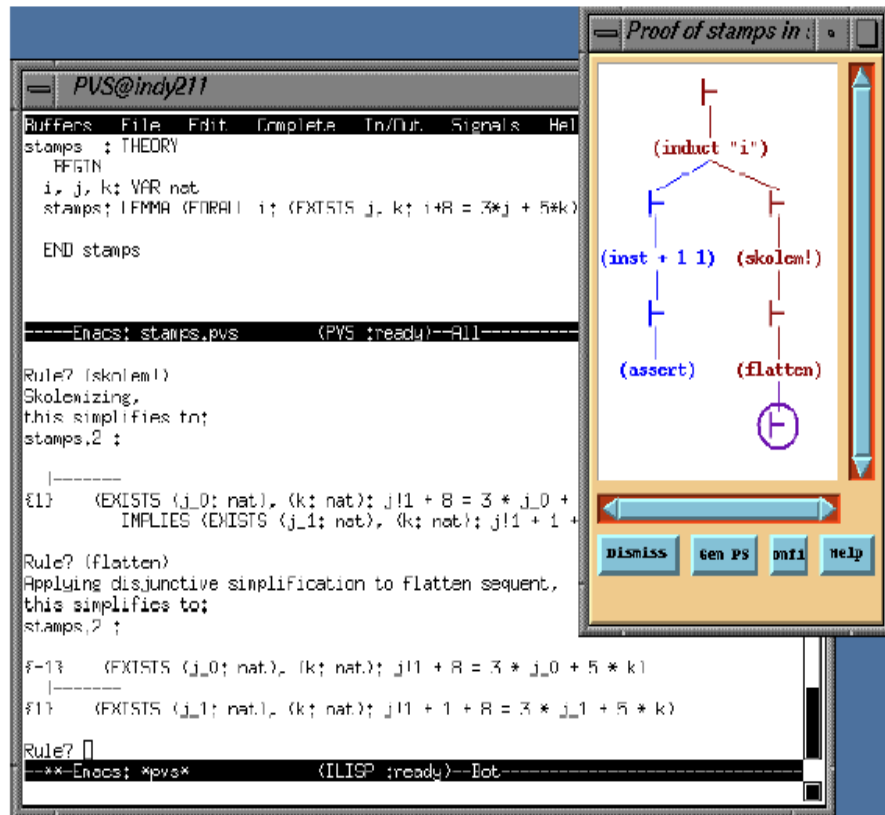 PVS@indy211
Buffers File Edit Complete In/Out Signals Hel
stamps : THEORY
BEGIN
i, j, k: VAR nat
stamps: LEMMA (FORALL i: (EXISTS j, k: i+8 = 3*j + 5*k)
END stamps
-----Emacs: stamps.pvs (PVS :ready)--All-----------
Rule? (skolem!)
Skolemizing,
this simplifies to:
stamps.2 :
|-------
{1} (EXISTS (j_0: nat), (k: nat): j!1 + 8 = 3 * j_0 +
IMPLIES (EXISTS (j_1: nat), (k: nat): j!1 + 1 +
Rule? (flatten)
Applying disjunctive simplification to flatten sequent,
this simplifies to:
stamps.2 :
{-1} (EXISTS (j_0: nat), (k: nat): j!1 + 8 = 3 * j_0 + 5 * k)
|-------
{1} (EXISTS (j_1: nat), (k: nat): j!1 + 1 + 8 = 3 * j_1 + 5 * k)
Rule?
--**-Emacs: *pvs* (ILISP :ready)--Bot----------------------------------
Proof of stamps in s
(induct "i")
(inst + 1 1) (skolem!)
(assert) (flatten)
Dismiss Gen PS onfi Help